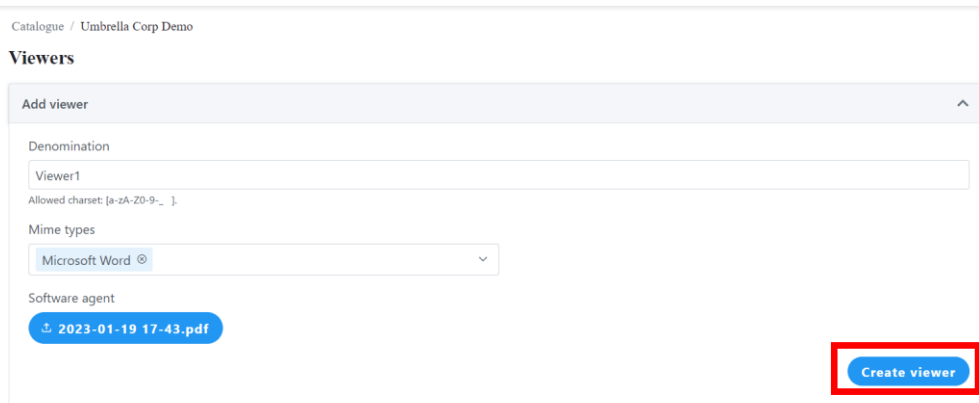 Catalogue / Umbrella Corp Demo
Viewers
Add viewer
Denomination
Viewer1
Allowed charset: [a-zA-Z0-9-_ ].
Mime types
Microsoft Word
Software agent
2023-01-19 17-43.pdf
Create viewer